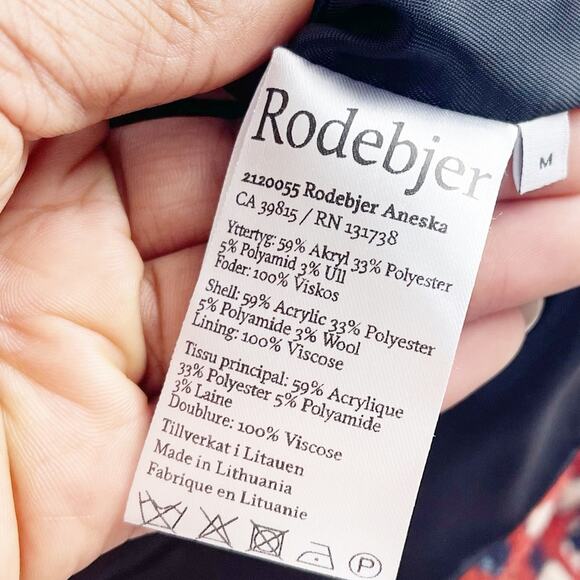 Rodebjer
M
2120055 Rodebjer Aneska
CA 39815 / RN 131738
Yttertyg: 59% Akryl 33% Polyester
5% Polyamid 3% Ull
Foder: 100% Viskos
Shell: 59% Acrylic 33% Polyester
5% Polyamide 3% Wool
Lining: 100% Viscose
Tissu principal: 59% Acrylique
33% Polyester 5% Polyamide
3% Laine
Doublure: 100% Viscose
Tillverkat i Litauen
Made in Lithuania
Fabrique en Lituanie
P